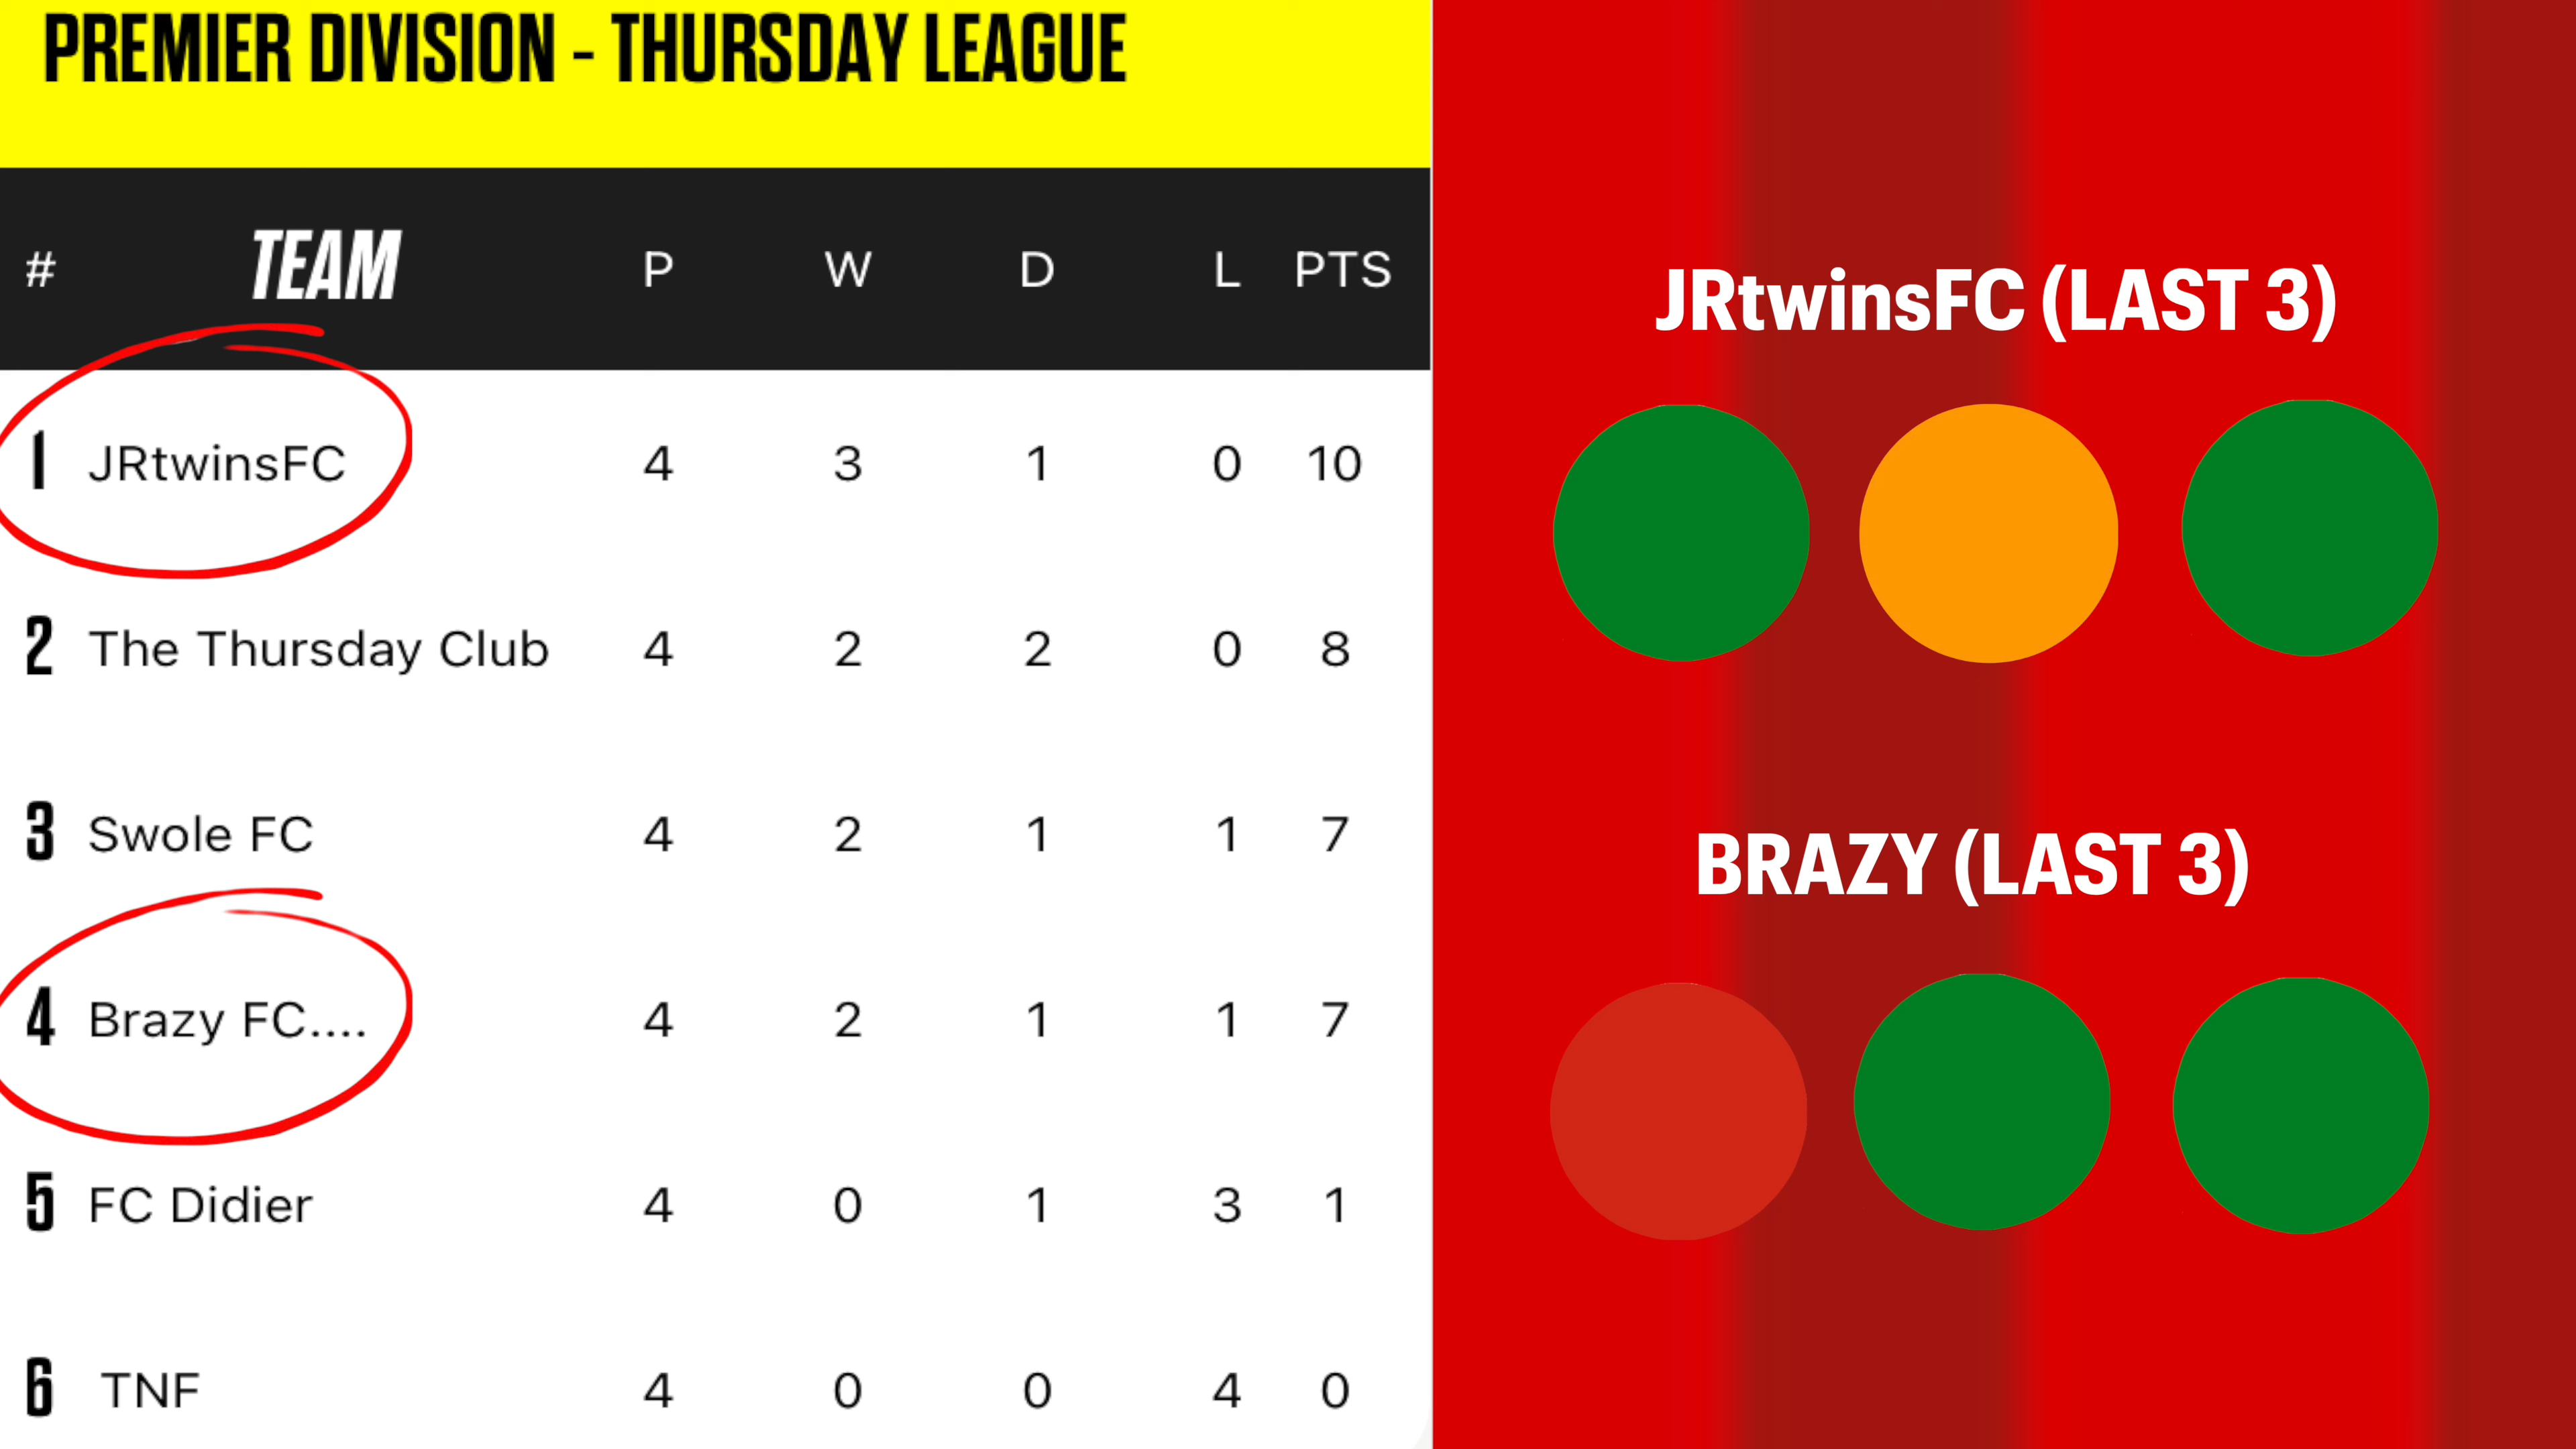 PREMIER DIVISION - THURSDAY LEAGUE
# TEAM P W D L PTS
1 JRtwinsFC 4 3 1 0 10
2 The Thursday Club 4 2 2 0 8
3 Swole FC 4 2 1 1 7
4 Brazy FC.... 4 2 1 1 7
5 FC Didier 4 0 1 3 1
6 TNF 4 0 0 4 0
JRtwinsFC (LAST 3)
BRAZY (LAST 3)